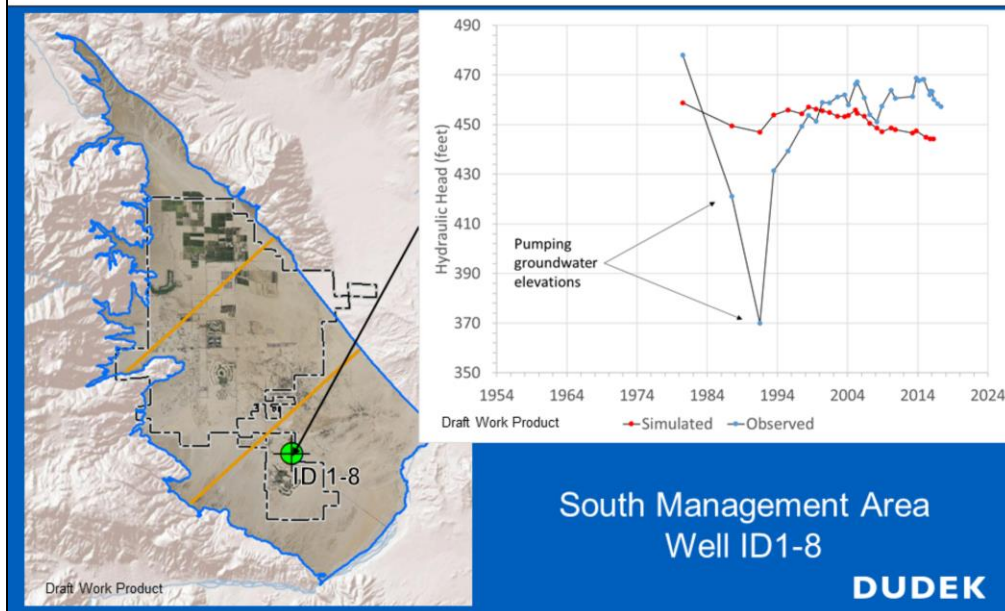 490
470
450
430
410
390
370
350
Hydraulic Head (feet)
Pumping
groundwater
elevations
1954 1964 1974 1984 1994 2004 2014 2024
Draft Work Product
Simulated Observed
ID1-8
Draft Work Product
South Management Area
Well ID1-8
DUDEK